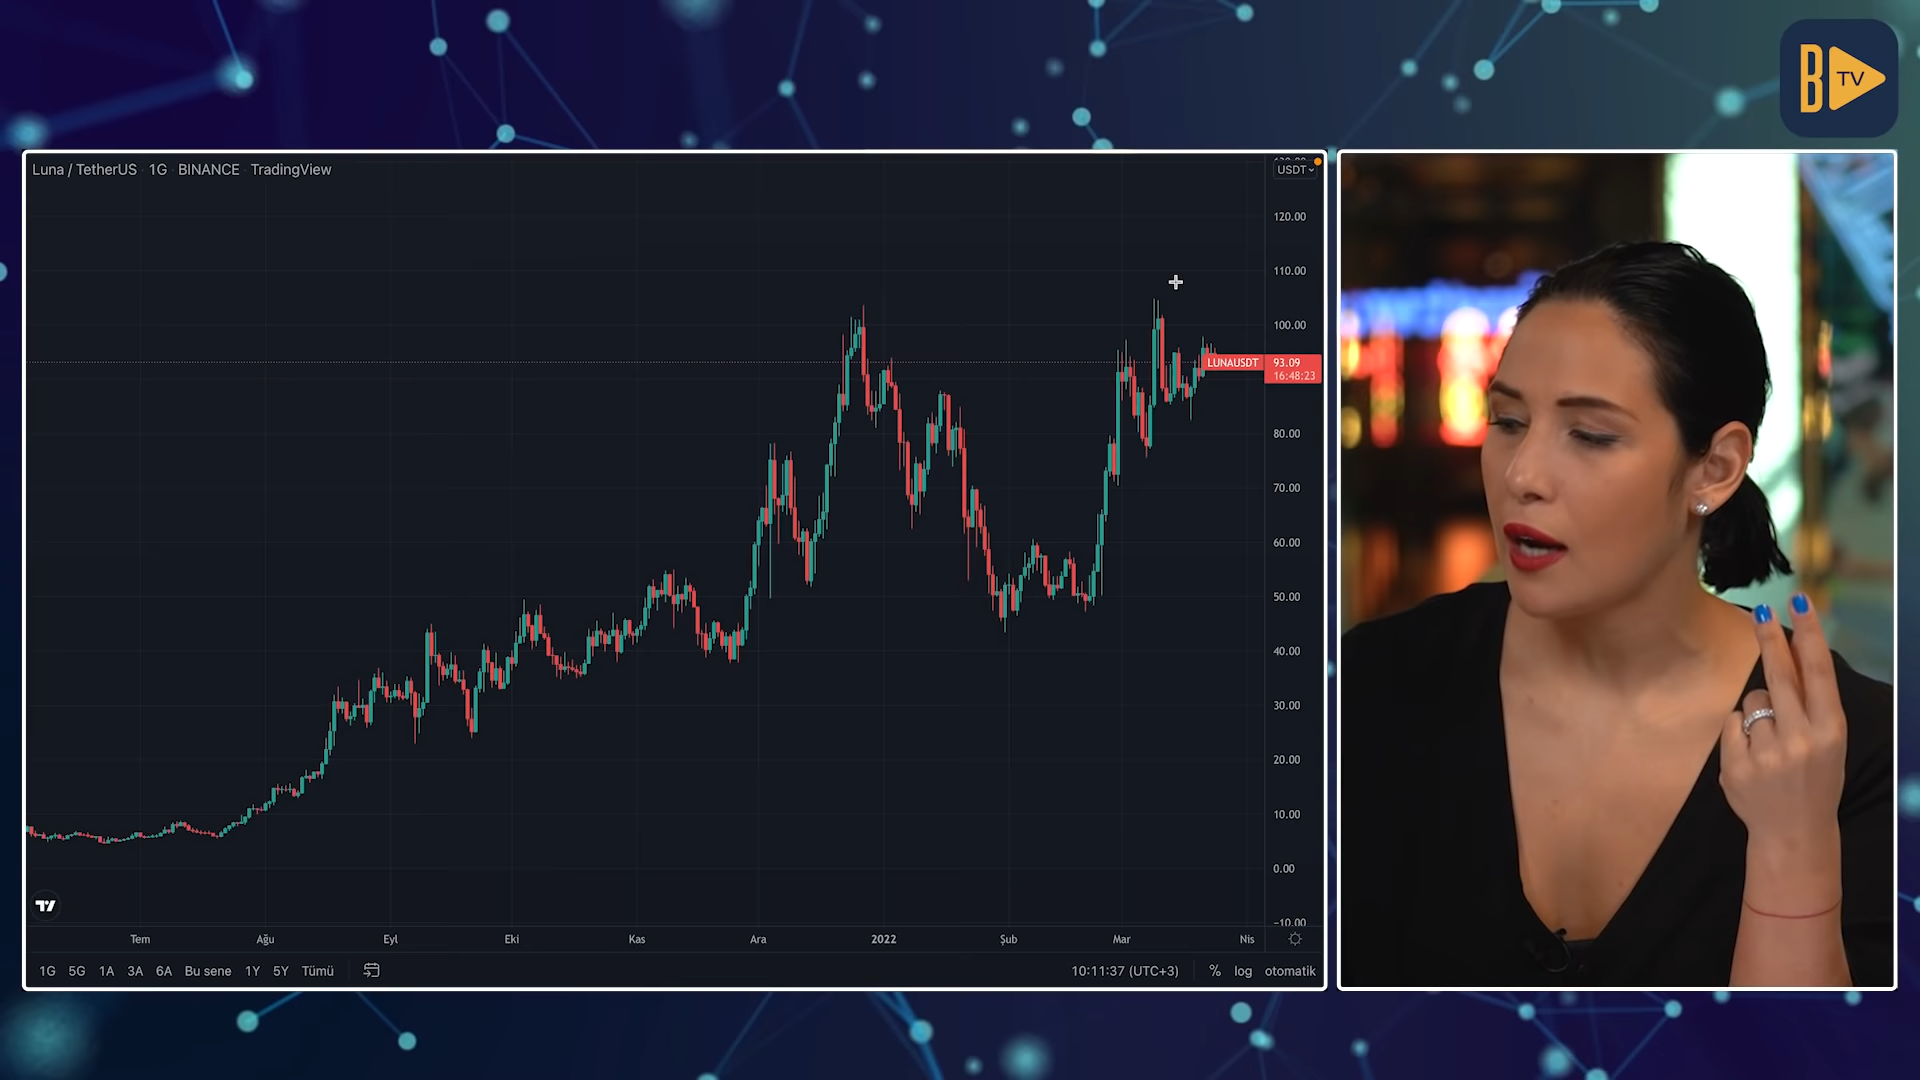 B TV
Luna / TetherUS · 1G · BINANCE · TradingView
USDT
120.00
110.00
100.00
LUNAUSDT 93.09
16:48:23
80.00
70.00
60.00
50.00
40.00
30.00
20.00
10.00
0.00
−10.00
Tem Ağu Eyl Eki Kas Ara 2022 Şub Mar Nis
1G 5G 1A 3A 6A Bu sene 1Y 5Y Tümü 10:11:37 (UTC+3) % log otomatik